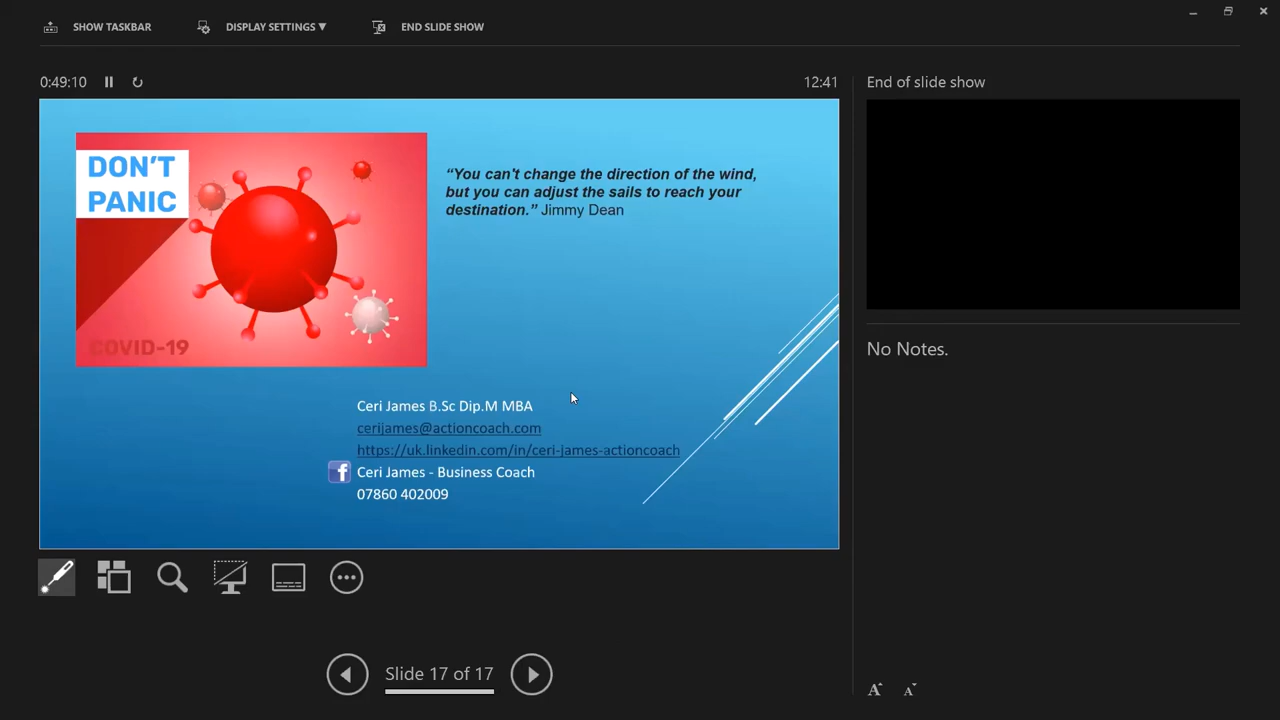 SHOW TASKBAR
DISPLAY SETTINGS ▼
END SLIDE SHOW
0:49:10
12:41
End of slide show
DON'T
PANIC
COVID-19
“You can't change the direction of the wind,
but you can adjust the sails to reach your
destination.” Jimmy Dean
Ceri James B.Sc Dip.M MBA
cerijames@actioncoach.com
https://uk.linkedin.com/in/ceri-james-actioncoach
f Ceri James - Business Coach
07860 402009
No Notes.
Slide 17 of 17
A A